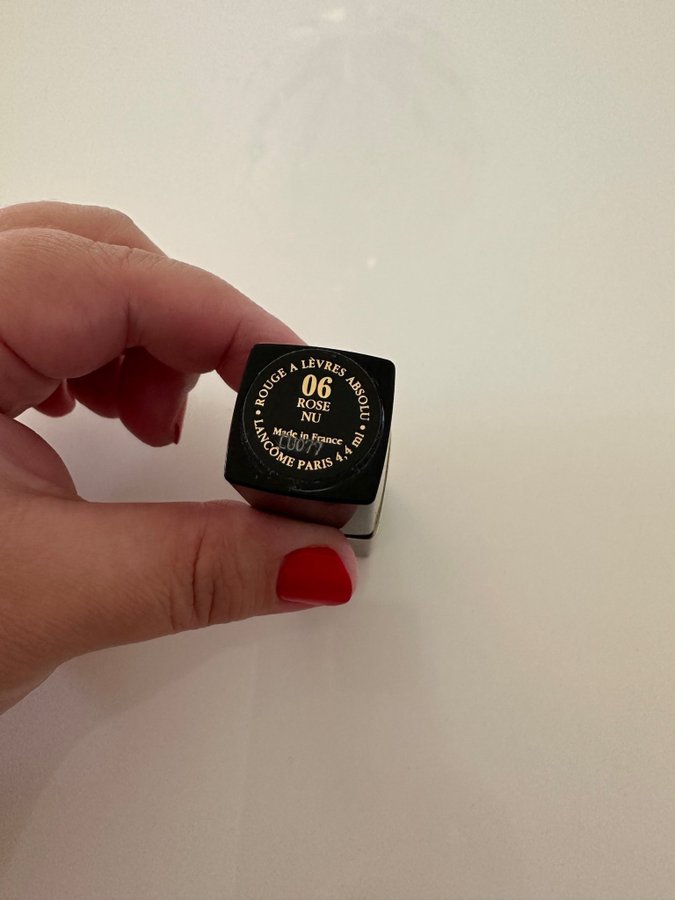 • ROUGE A LÈVRES ABSOLU •
06
ROSE
NU
Made in France
LANCÔME PARIS 4,4 ml